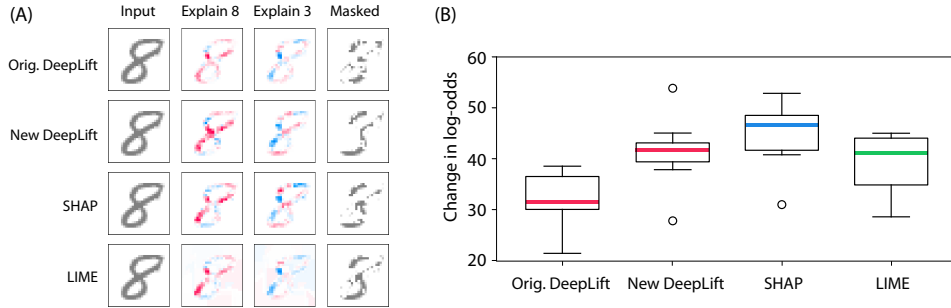 (A)
Input Explain 8 Explain 3 Masked
Orig. DeepLift
New DeepLift
SHAP
LIME
(B)
Change in log-odds
60
50
40
30
20
Orig. DeepLift New DeepLift SHAP LIME